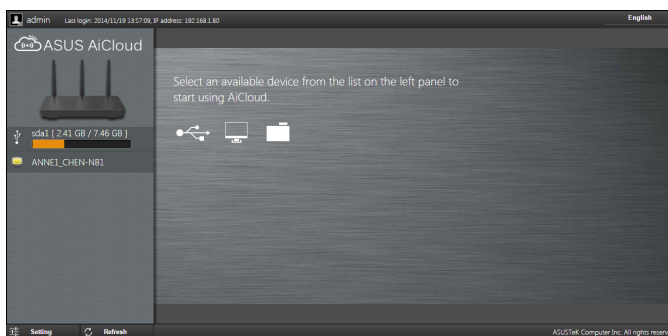 admin Last login: 2014/11/19 13:57:09, IP address: 192.168.1.80 English
ASUS AiCloud
Select an available device from the list on the left panel to
start using AiCloud.
sda1 [ 2.41 GB / 7.46 GB ]
ANNE1_CHEN-NB1
Setting Refresh ASUSTeK Computer Inc. All rights reserv